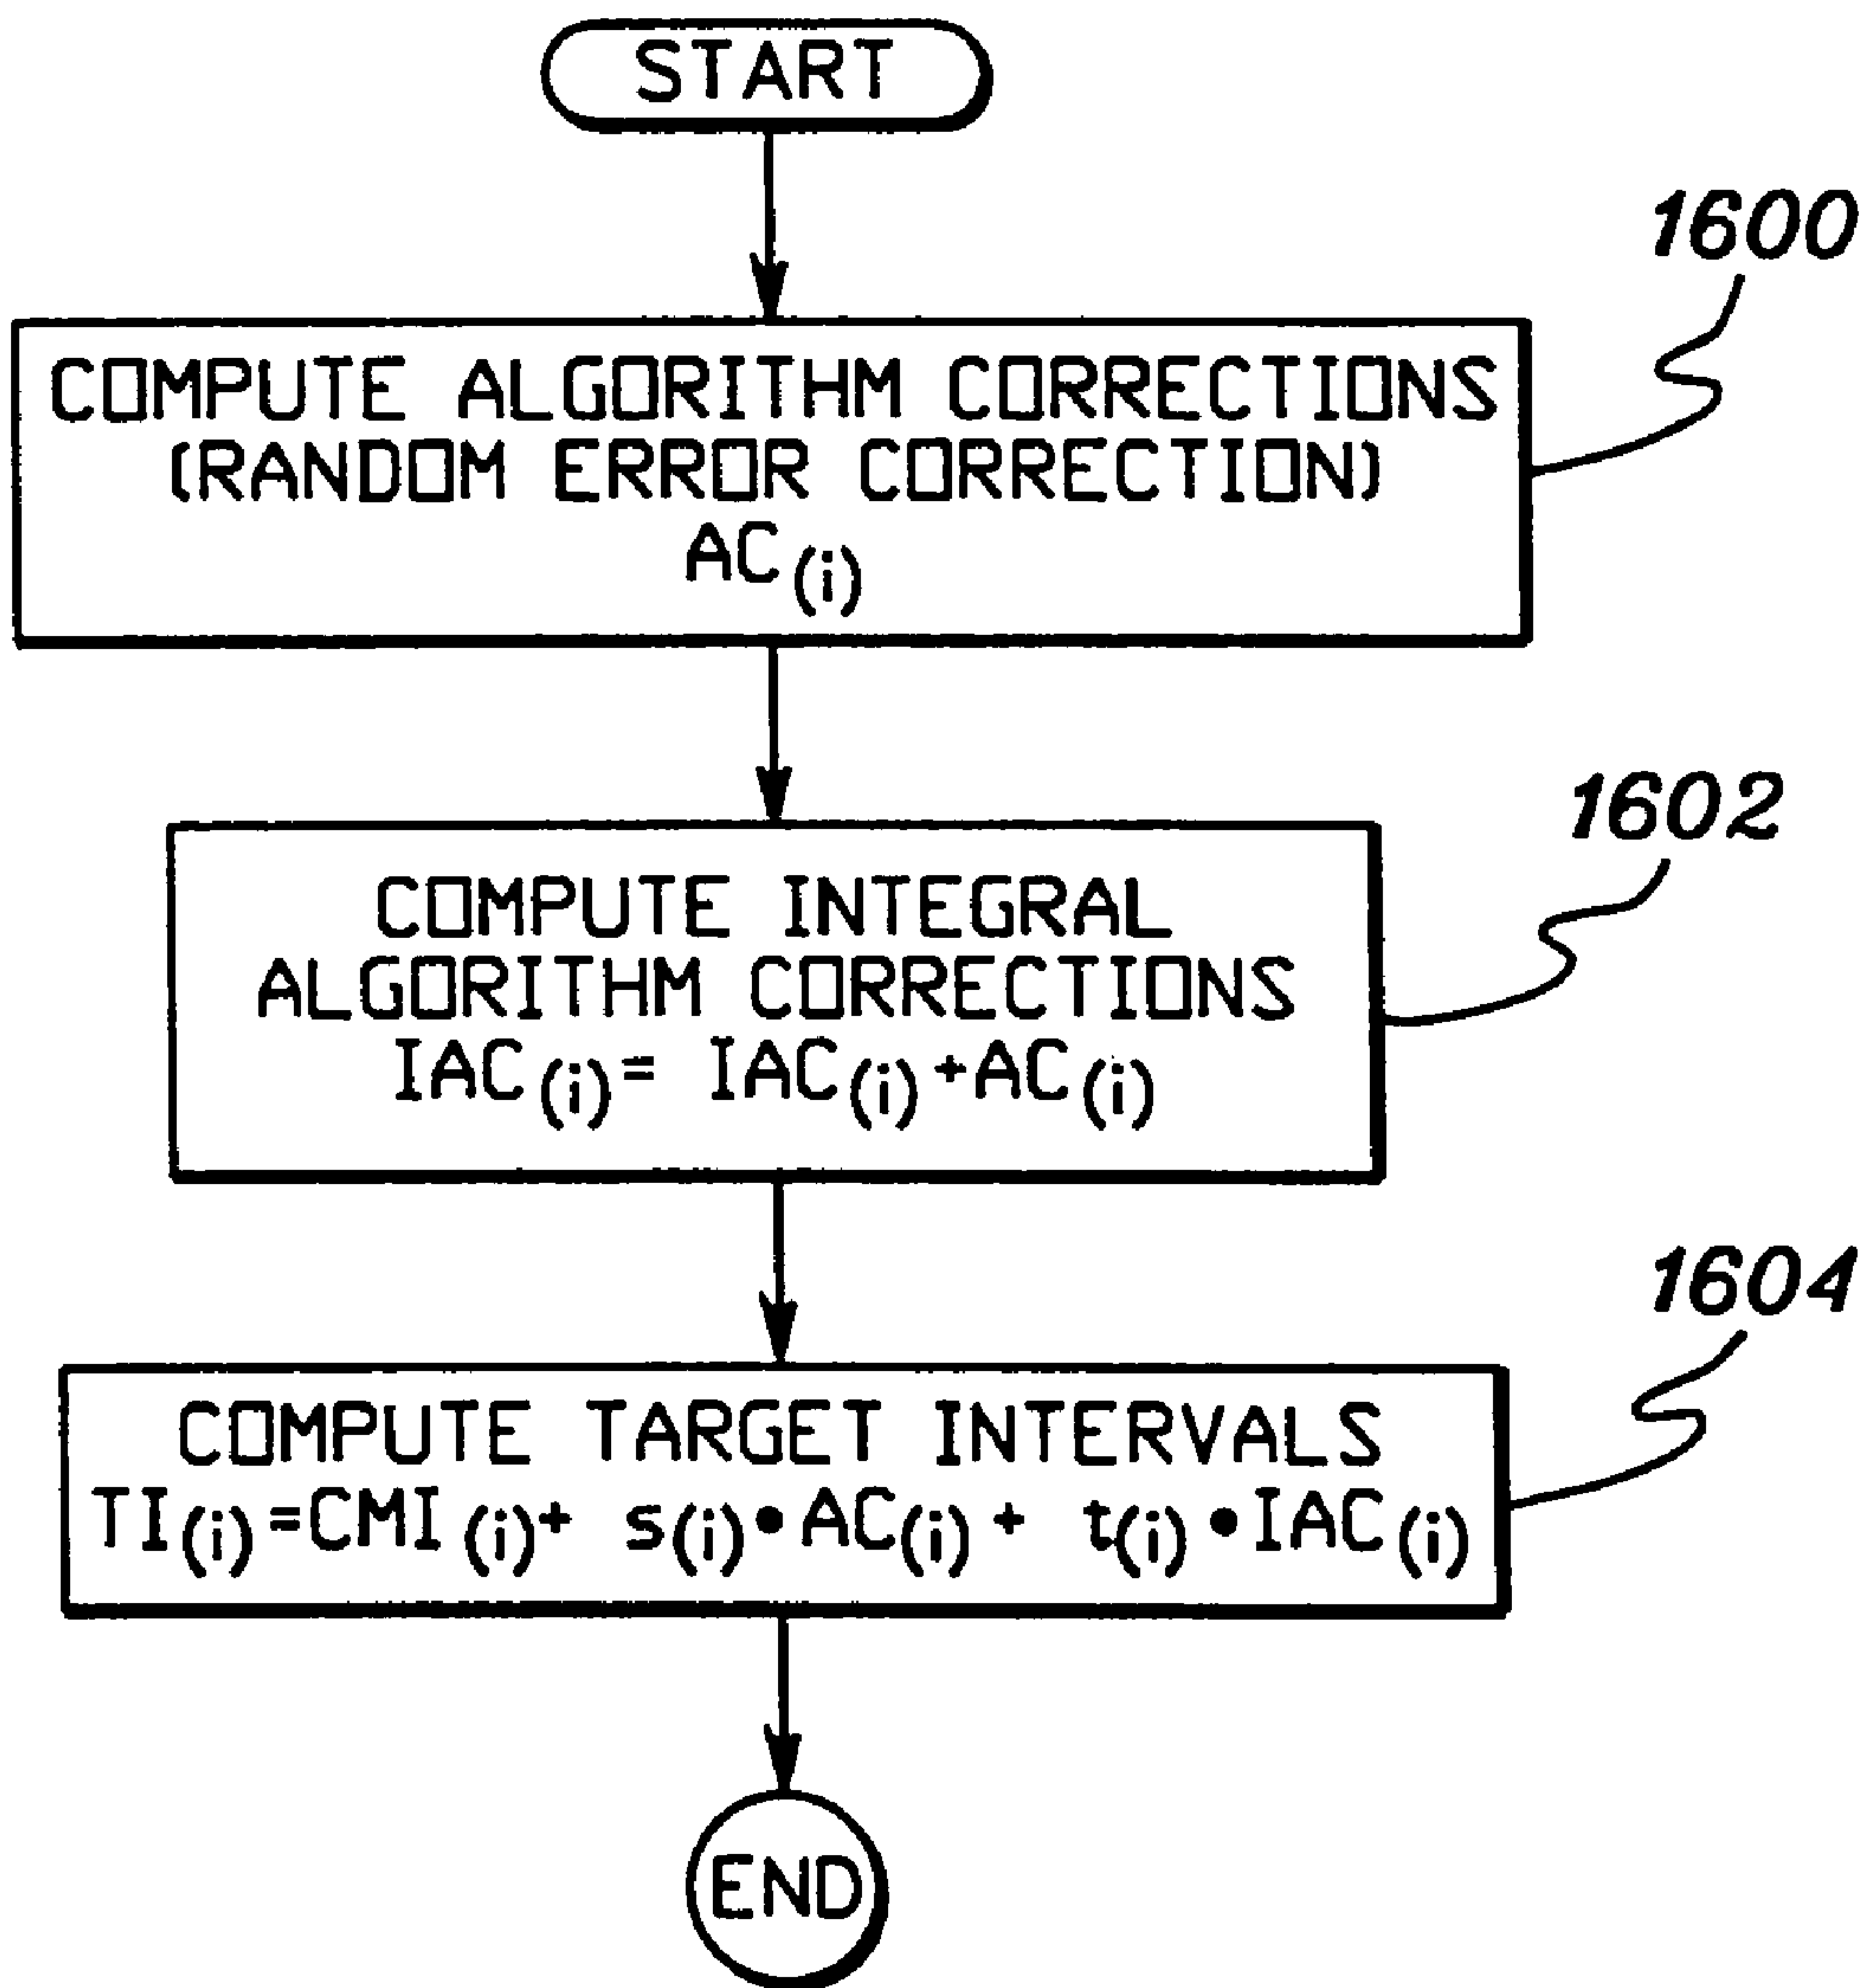 START
1600
COMPUTE ALGORITHM CORRECTIONS
(RANDOM ERROR CORRECTION)
AC(i)
1602
COMPUTE INTEGRAL
ALGORITHM CORRECTIONS
IAC(i)= IAC(i)+AC(i)
1604
COMPUTE TARGET INTERVALS
TI(i)=CMI(i)+ s(i)•AC(i)+ t(i)•IAC(i)
END